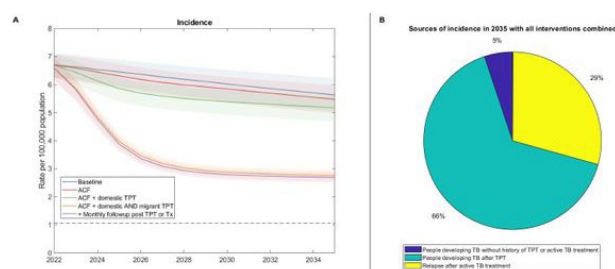 A
Incidence
8
7
6
5
4
3
2
1
0
Rate per 100,000 population
Baseline
ACF
ACF + domestic TPT
ACF + domestic AND migrant TPT
+ Monthly followup post TPT or Tx
2022 2024 2026 2028 2030 2032 2034
B
Sources of incidence in 2035 with all interventions combined
5%
29%
66%
People developing TB without history of TPT or active TB treatment
People developing TB after TPT
Relapse after active TB treatment